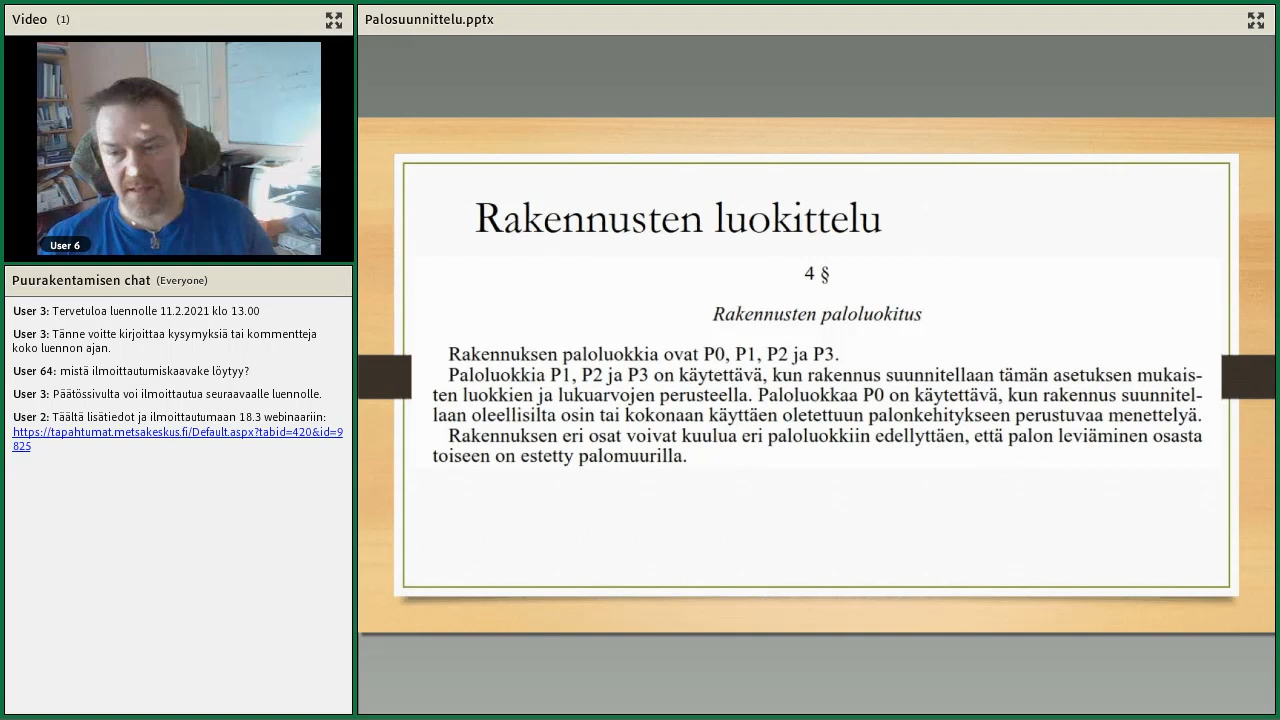 Video (1)
User 6
Puurakentamisen chat (Everyone)
User 3: Tervetuloa luennolle 11.2.2021 klo 13.00
User 3: Tänne voitte kirjoittaa kysymyksiä tai kommentteja
koko luennon ajan.
User 64: mistä ilmoittautumiskaavake löytyy?
User 3: Päätössivulta voi ilmoittautua seuraavaalle luennolle.
User 2: Täältä lisätiedot ja ilmoittautumaan 18.3 webinaariin:
https://tapahtumat.metsakeskus.fi/Default.aspx?tabid=420&id=9
825
Palosuunnittelu.pptx
Rakennusten luokittelu
4 §
Rakennusten paloluokitus
Rakennuksen paloluokkia ovat P0, P1, P2 ja P3.
Paloluokkia P1, P2 ja P3 on käytettävä, kun rakennus suunnitellaan tämän asetuksen mukais-
ten luokkien ja lukuarvojen perusteella. Paloluokkaa P0 on käytettävä, kun rakennus suunnitel-
laan oleellisilta osin tai kokonaan käyttäen oletettuun palonkehitykseen perustuvaa menettelyä.
Rakennuksen eri osat voivat kuulua eri paloluokkiin edellyttäen, että palon leviäminen osasta
toiseen on estetty palomuurilla.